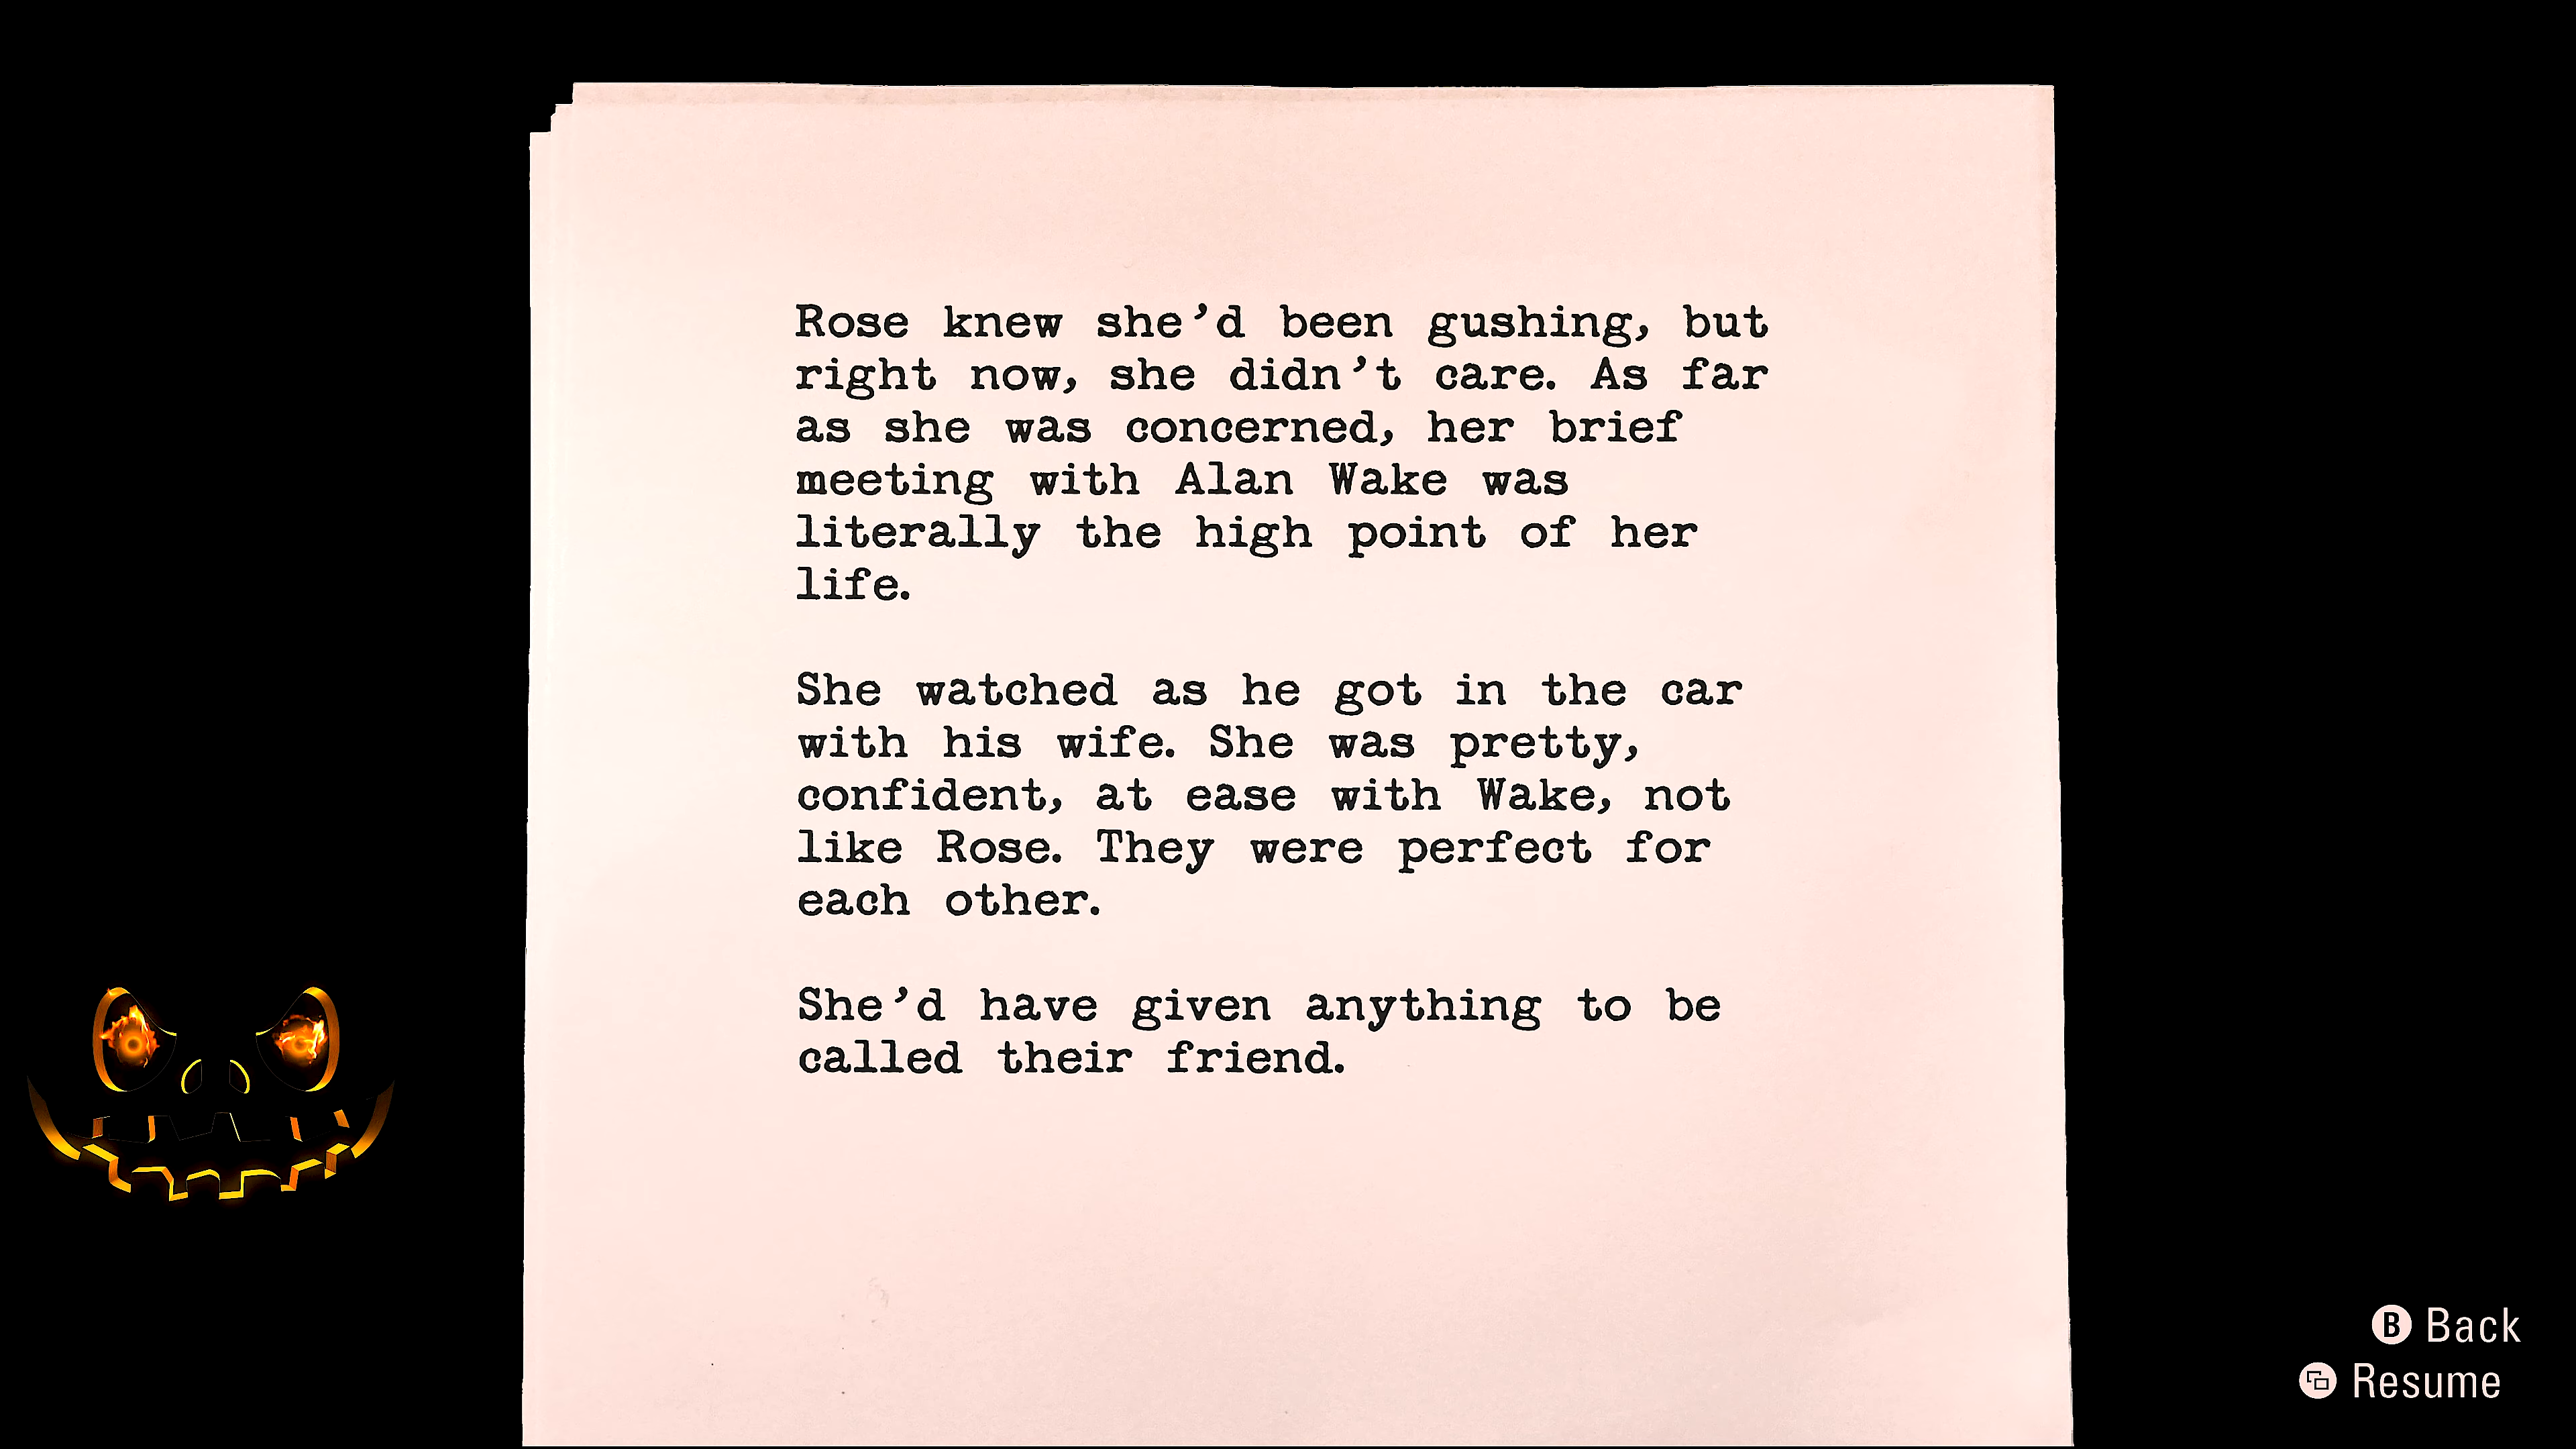 Rose knew she’d been gushing, but
right now, she didn’t care. As far
as she was concerned, her brief
meeting with Alan Wake was
literally the high point of her
life.
She watched as he got in the car
with his wife. She was pretty,
confident, at ease with Wake, not
like Rose. They were perfect for
each other.
She’d have given anything to be
called their friend.
B Back
Resume